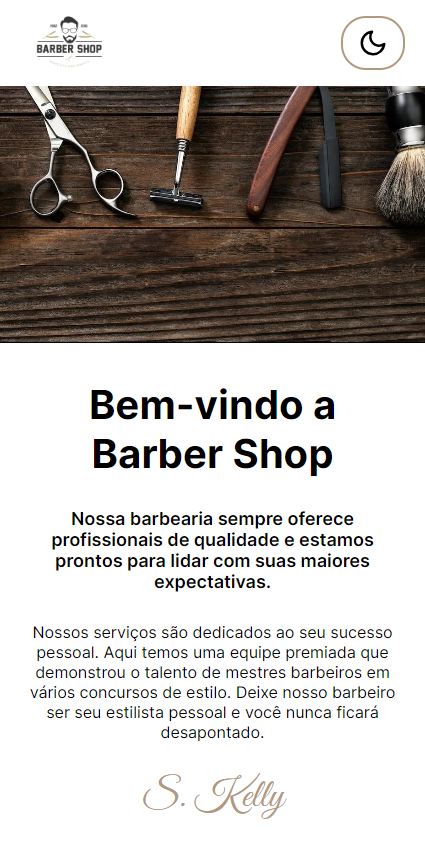 BARBER SHOP
Bem-vindo a
Barber Shop
Nossa barbearia sempre oferece
profissionais de qualidade e estamos
prontos para lidar com suas maiores
expectativas.
Nossos serviços são dedicados ao seu sucesso
pessoal. Aqui temos uma equipe premiada que
demonstrou o talento de mestres barbeiros em
vários concursos de estilo. Deixe nosso barbeiro
ser seu estilista pessoal e você nunca ficará
desapontado.
S. Kelly